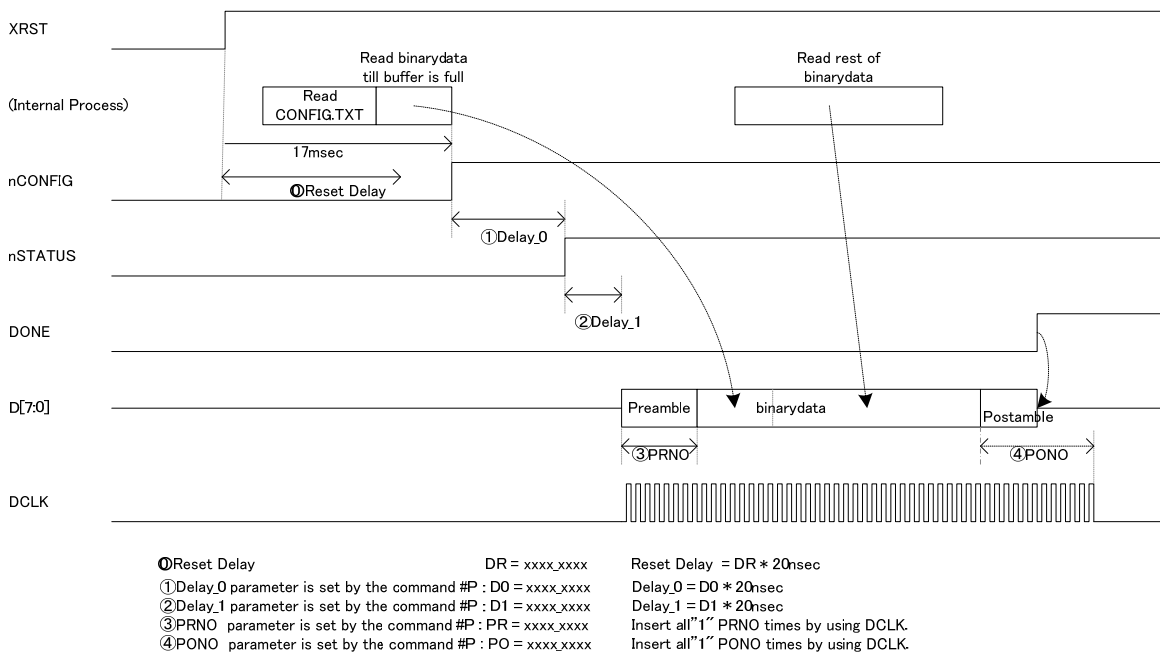 XRST
Read binarydata
till buffer is full
Read rest of
binarydata
(Internal Process)
Read
CONFIG.TXT
17msec
nCONFIG
⓪Reset Delay
①Delay_0
nSTATUS
②Delay_1
DONE
D[7:0]
Preamble
binarydata
Postamble
③PRNO
④PONO
DCLK
⓪Reset Delay DR = xxxx_xxxx Reset Delay = DR * 20nsec
①Delay_0 parameter is set by the command #P : D0 = xxxx_xxxx Delay_0 = D0 * 20nsec
②Delay_1 parameter is set by the command #P : D1 = xxxx_xxxx Delay_1 = D1 * 20nsec
③PRNO parameter is set by the command #P : PR = xxxx_xxxx Insert all”1″ PRNO times by using DCLK.
④PONO parameter is set by the command #P : PO = xxxx_xxxx Insert all”1″ PONO times by using DCLK.